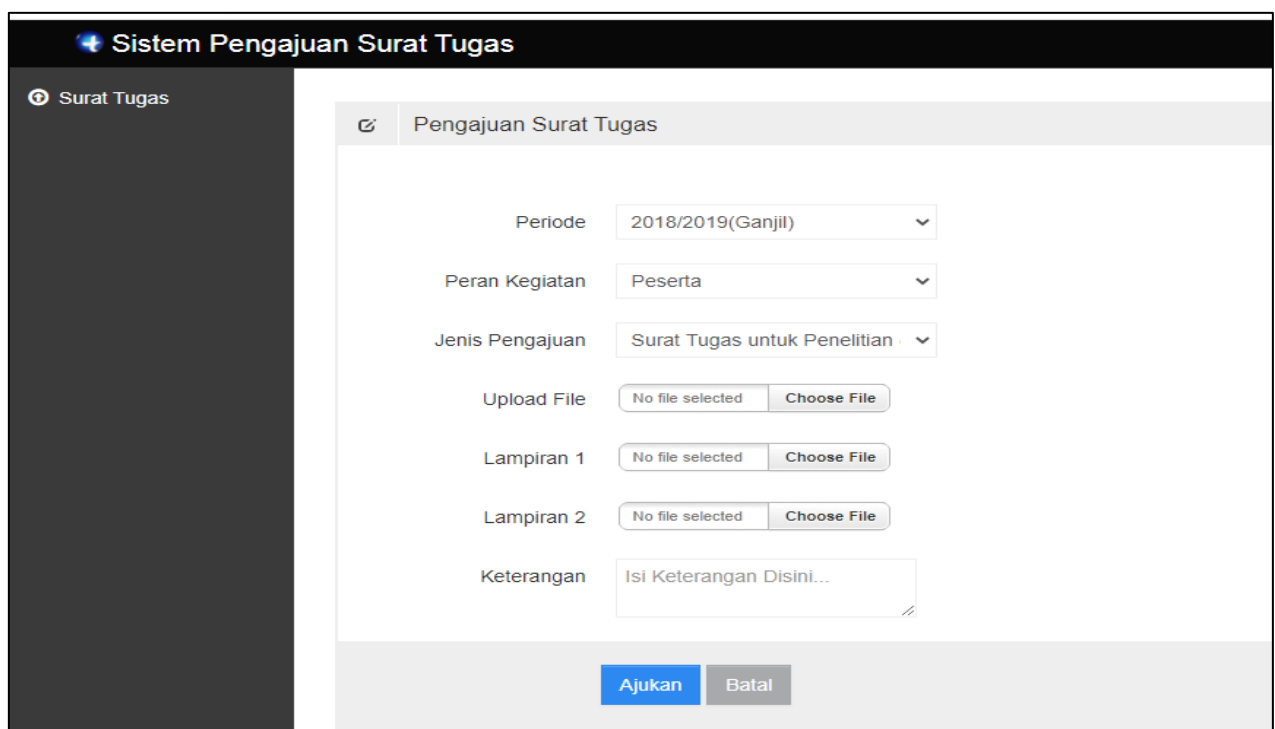 Sistem Pengajuan Surat Tugas
Surat Tugas
Pengajuan Surat Tugas
Periode 2018/2019(Ganjil)
Peran Kegiatan Peserta
Jenis Pengajuan Surat Tugas untuk Penelitian
Upload File No file selected Choose File
Lampiran 1 No file selected Choose File
Lampiran 2 No file selected Choose File
Keterangan Isi Keterangan Disini...
Ajukan Batal